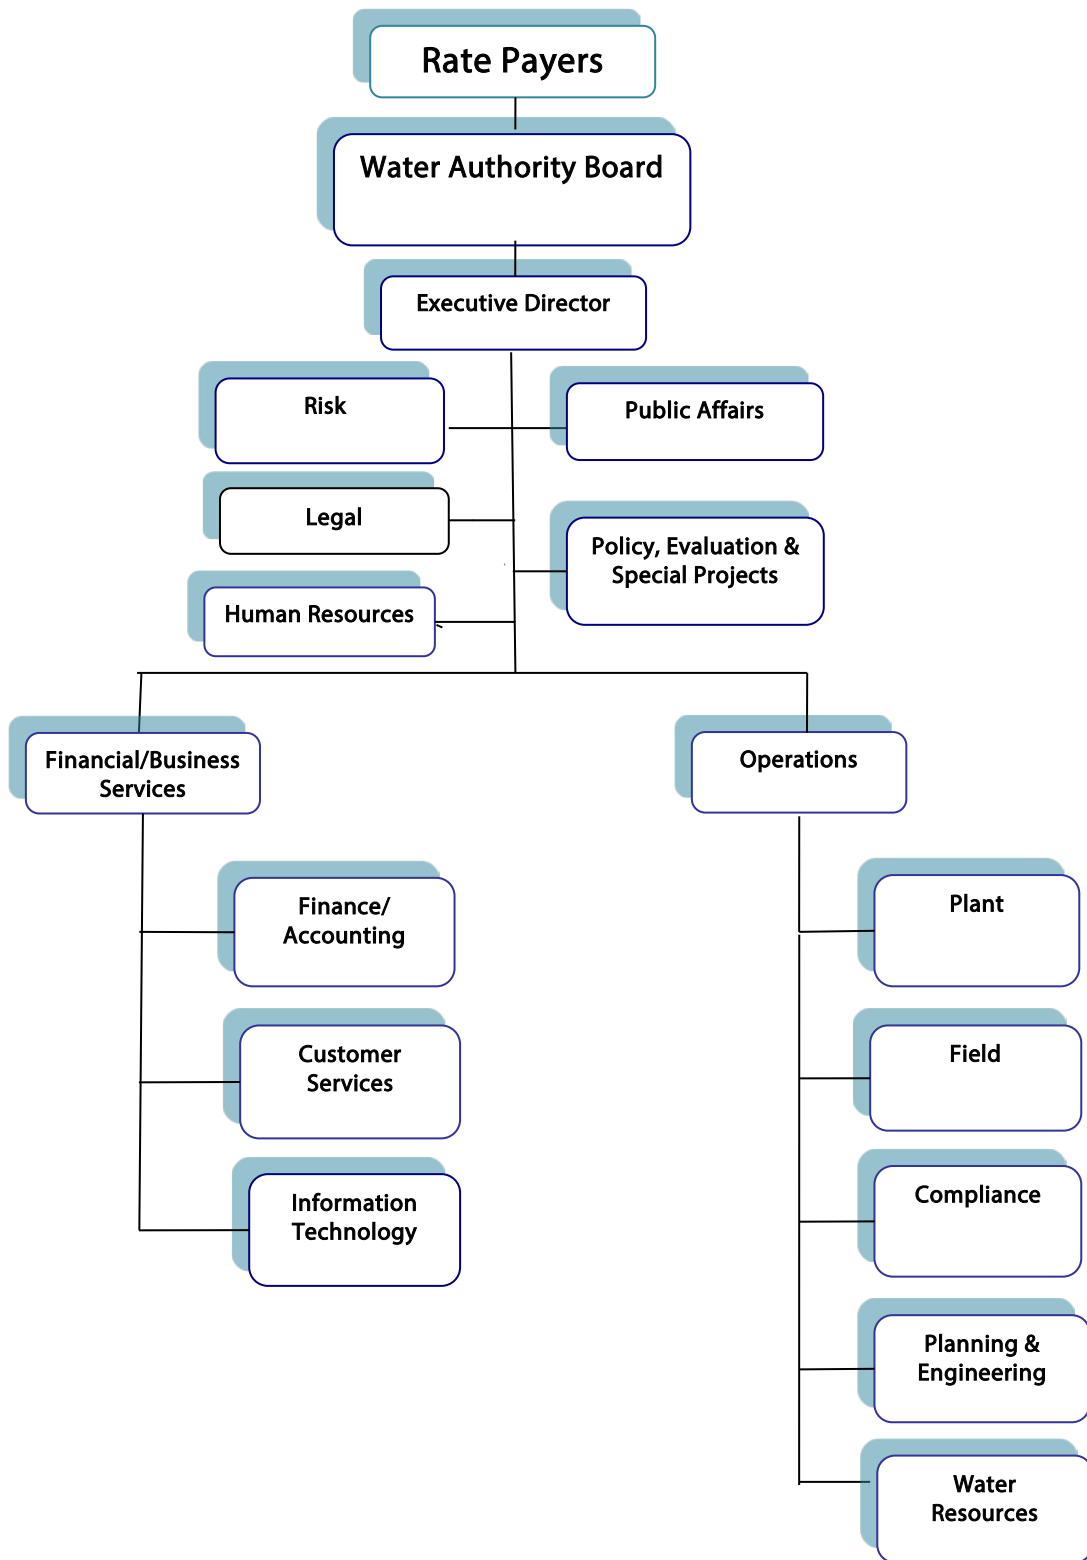 Rate Payers
Water Authority Board
Executive Director
Risk
Public Affairs
Legal
Policy, Evaluation &
Special Projects
Human Resources
Financial/Business
Services
Operations
Finance/
Accounting
Plant
Customer
Services
Field
Information
Technology
Compliance
Planning &
Engineering
Water
Resources